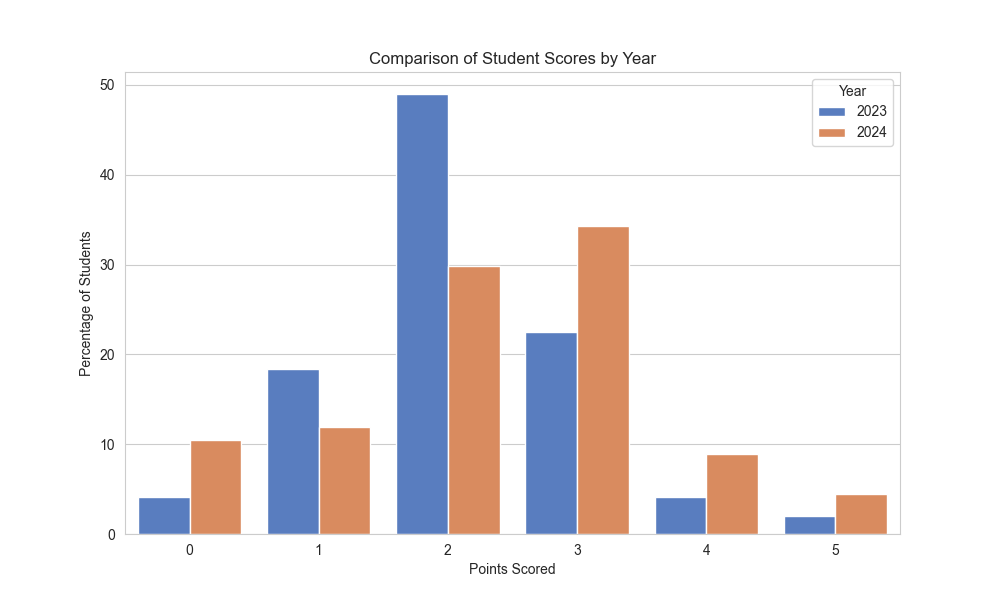 Comparison of Student Scores by Year
Year
2023
2024
Percentage of Students
50
40
30
20
10
0
0 1 2 3 4 5
Points Scored